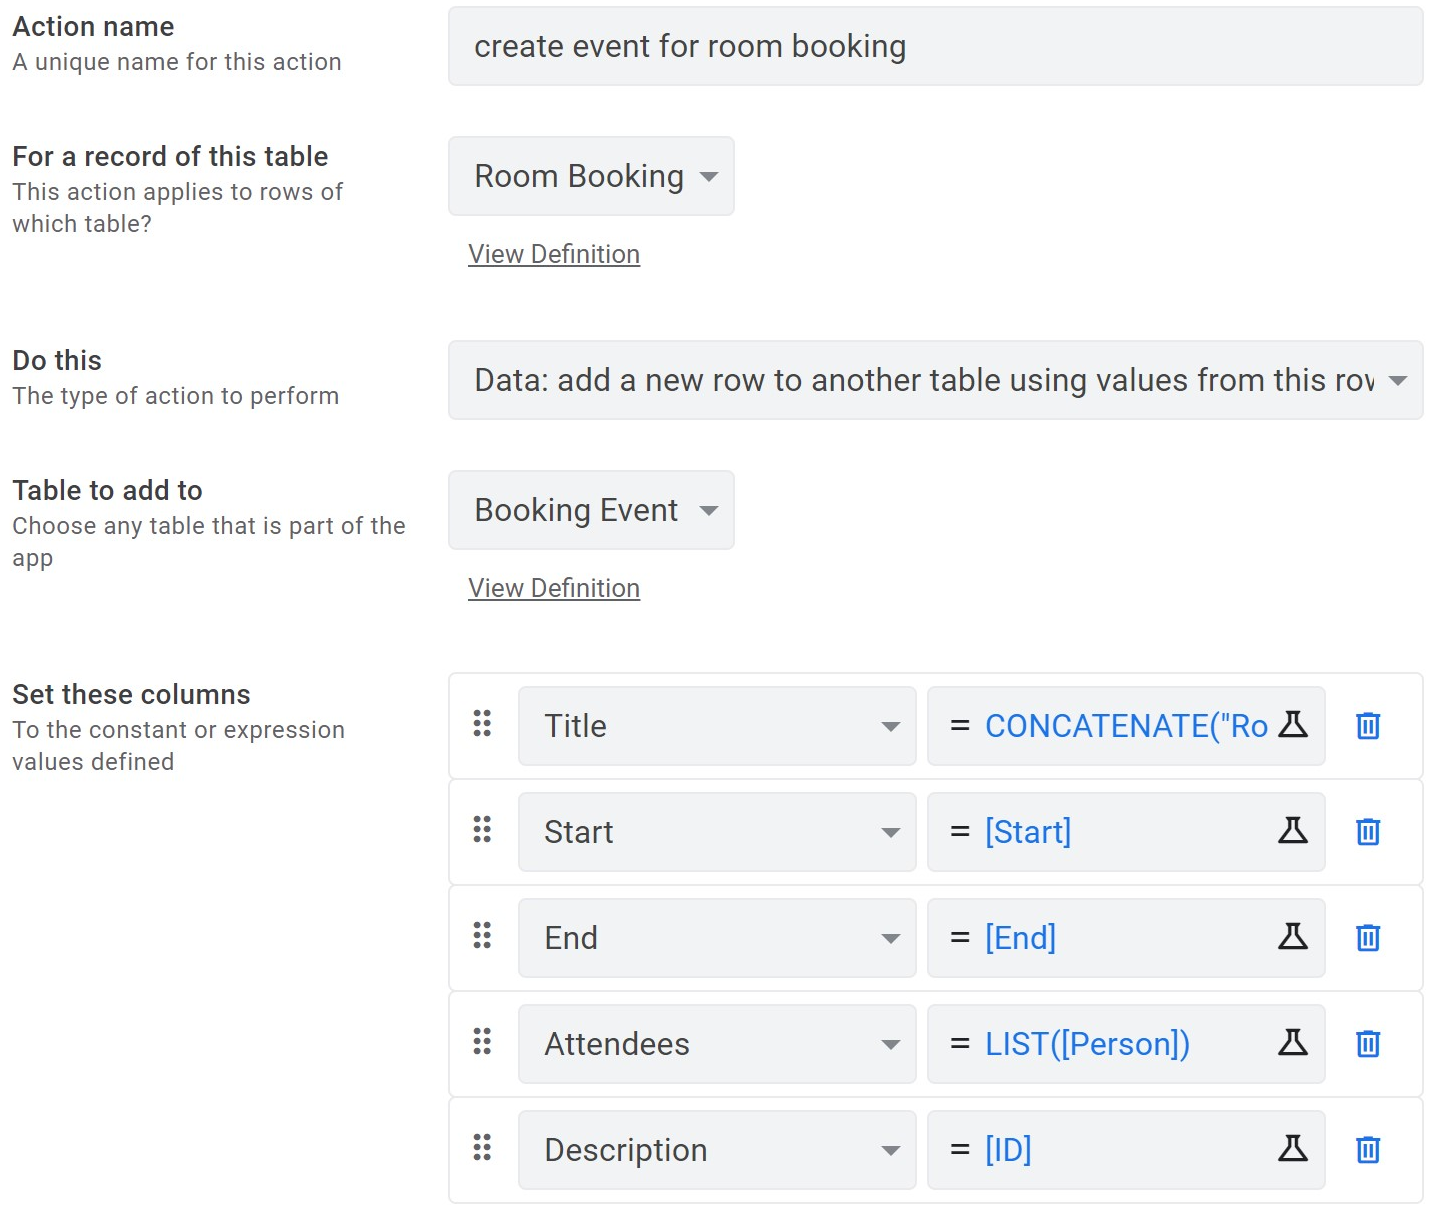 Action name
A unique name for this action
create event for room booking
For a record of this table
This action applies to rows of
which table?
Room Booking
View Definition
Do this
The type of action to perform
Data: add a new row to another table using values from this rov
Table to add to
Choose any table that is part of the
app
Booking Event
View Definition
Set these columns
To the constant or expression
values defined
Title = CONCATENATE("Ro
Start = [Start]
End = [End]
Attendees = LIST([Person])
Description = [ID]